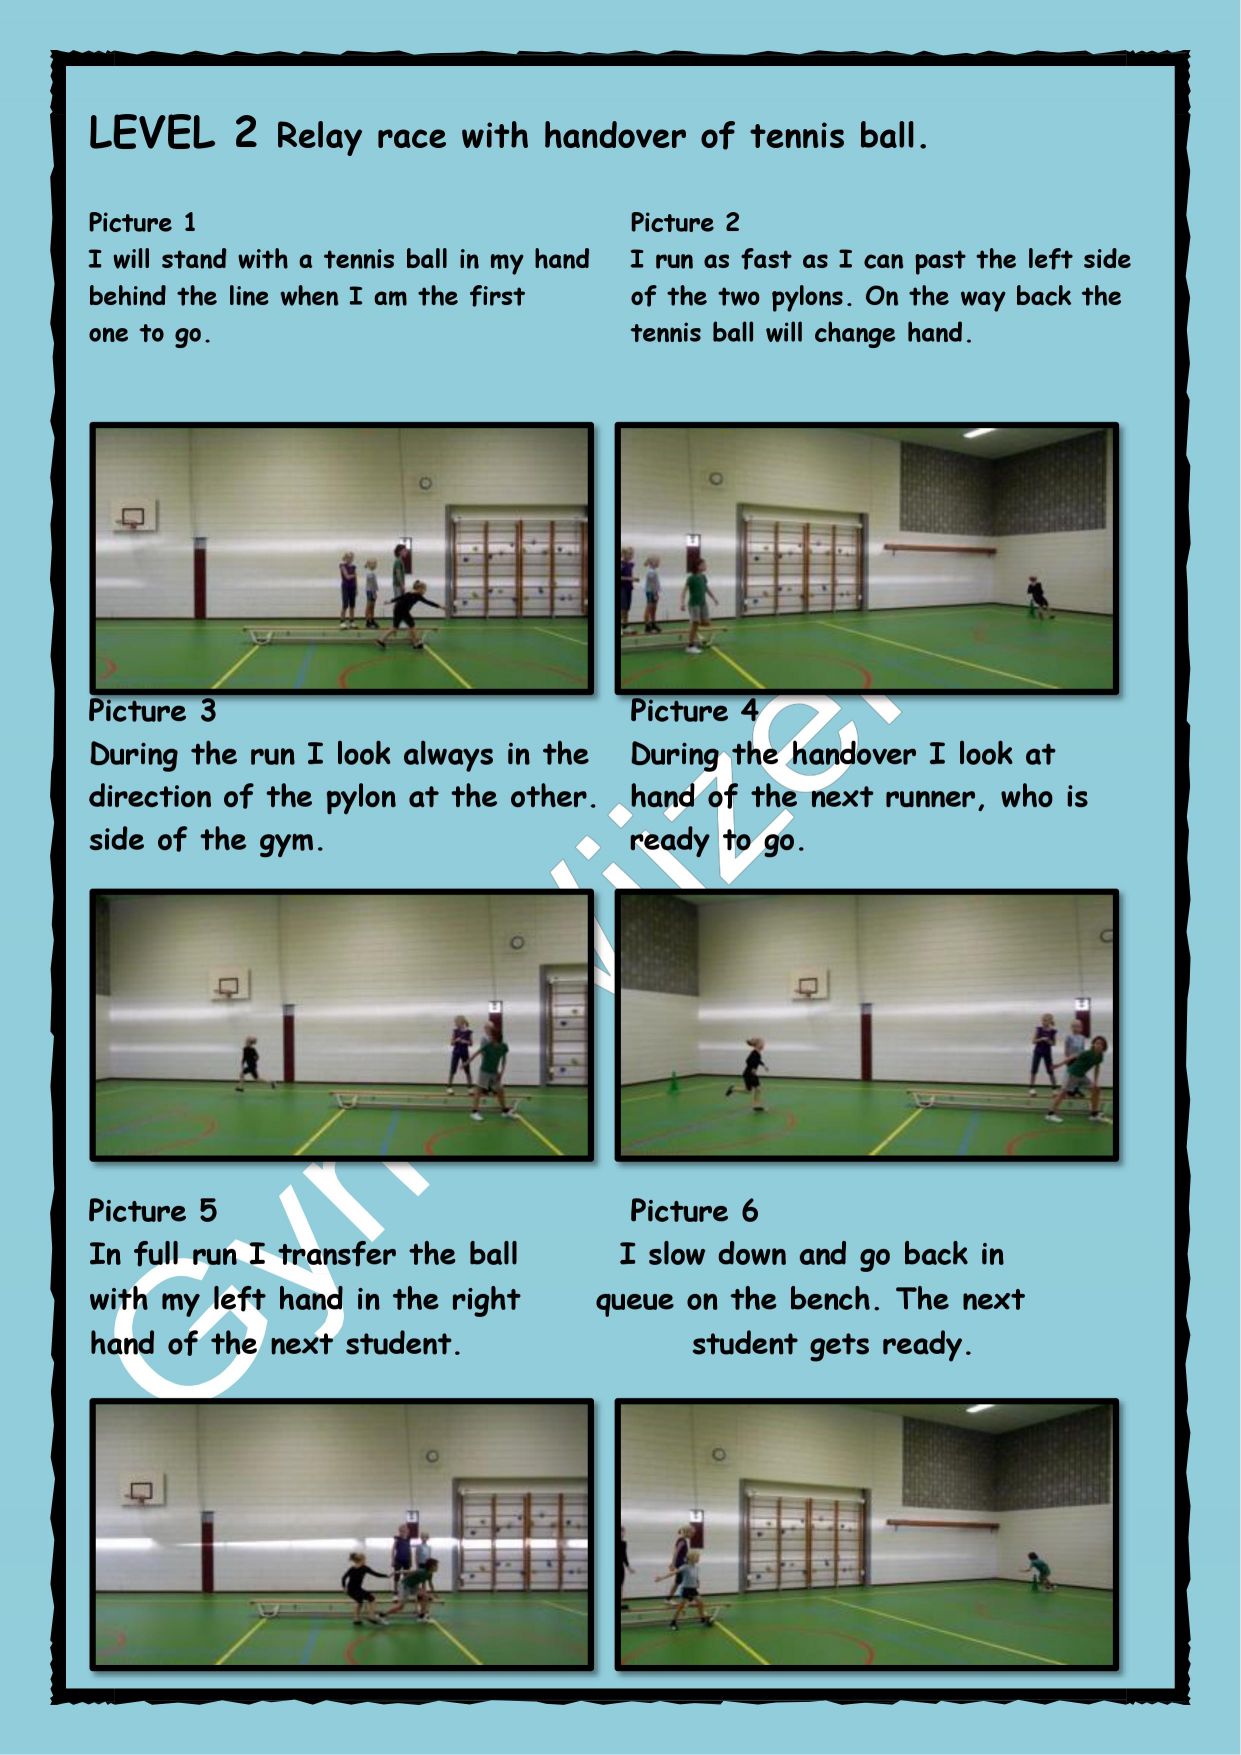 LEVEL 2 Relay race with handover of tennis ball.
Picture 1
I will stand with a tennis ball in my hand
behind the line when I am the first
one to go.
Picture 2
I run as fast as I can past the left side
of the two pylons. On the way back the
tennis ball will change hand.
Picture 3
During the run I look always in the
direction of the pylon at the other.
side of the gym.
Picture 4
During the handover I look at
hand of the next runner, who is
ready to go.
Picture 5
In full run I transfer the ball
with my left hand in the right
hand of the next student.
Picture 6
I slow down and go back in
queue on the bench. The next
student gets ready.